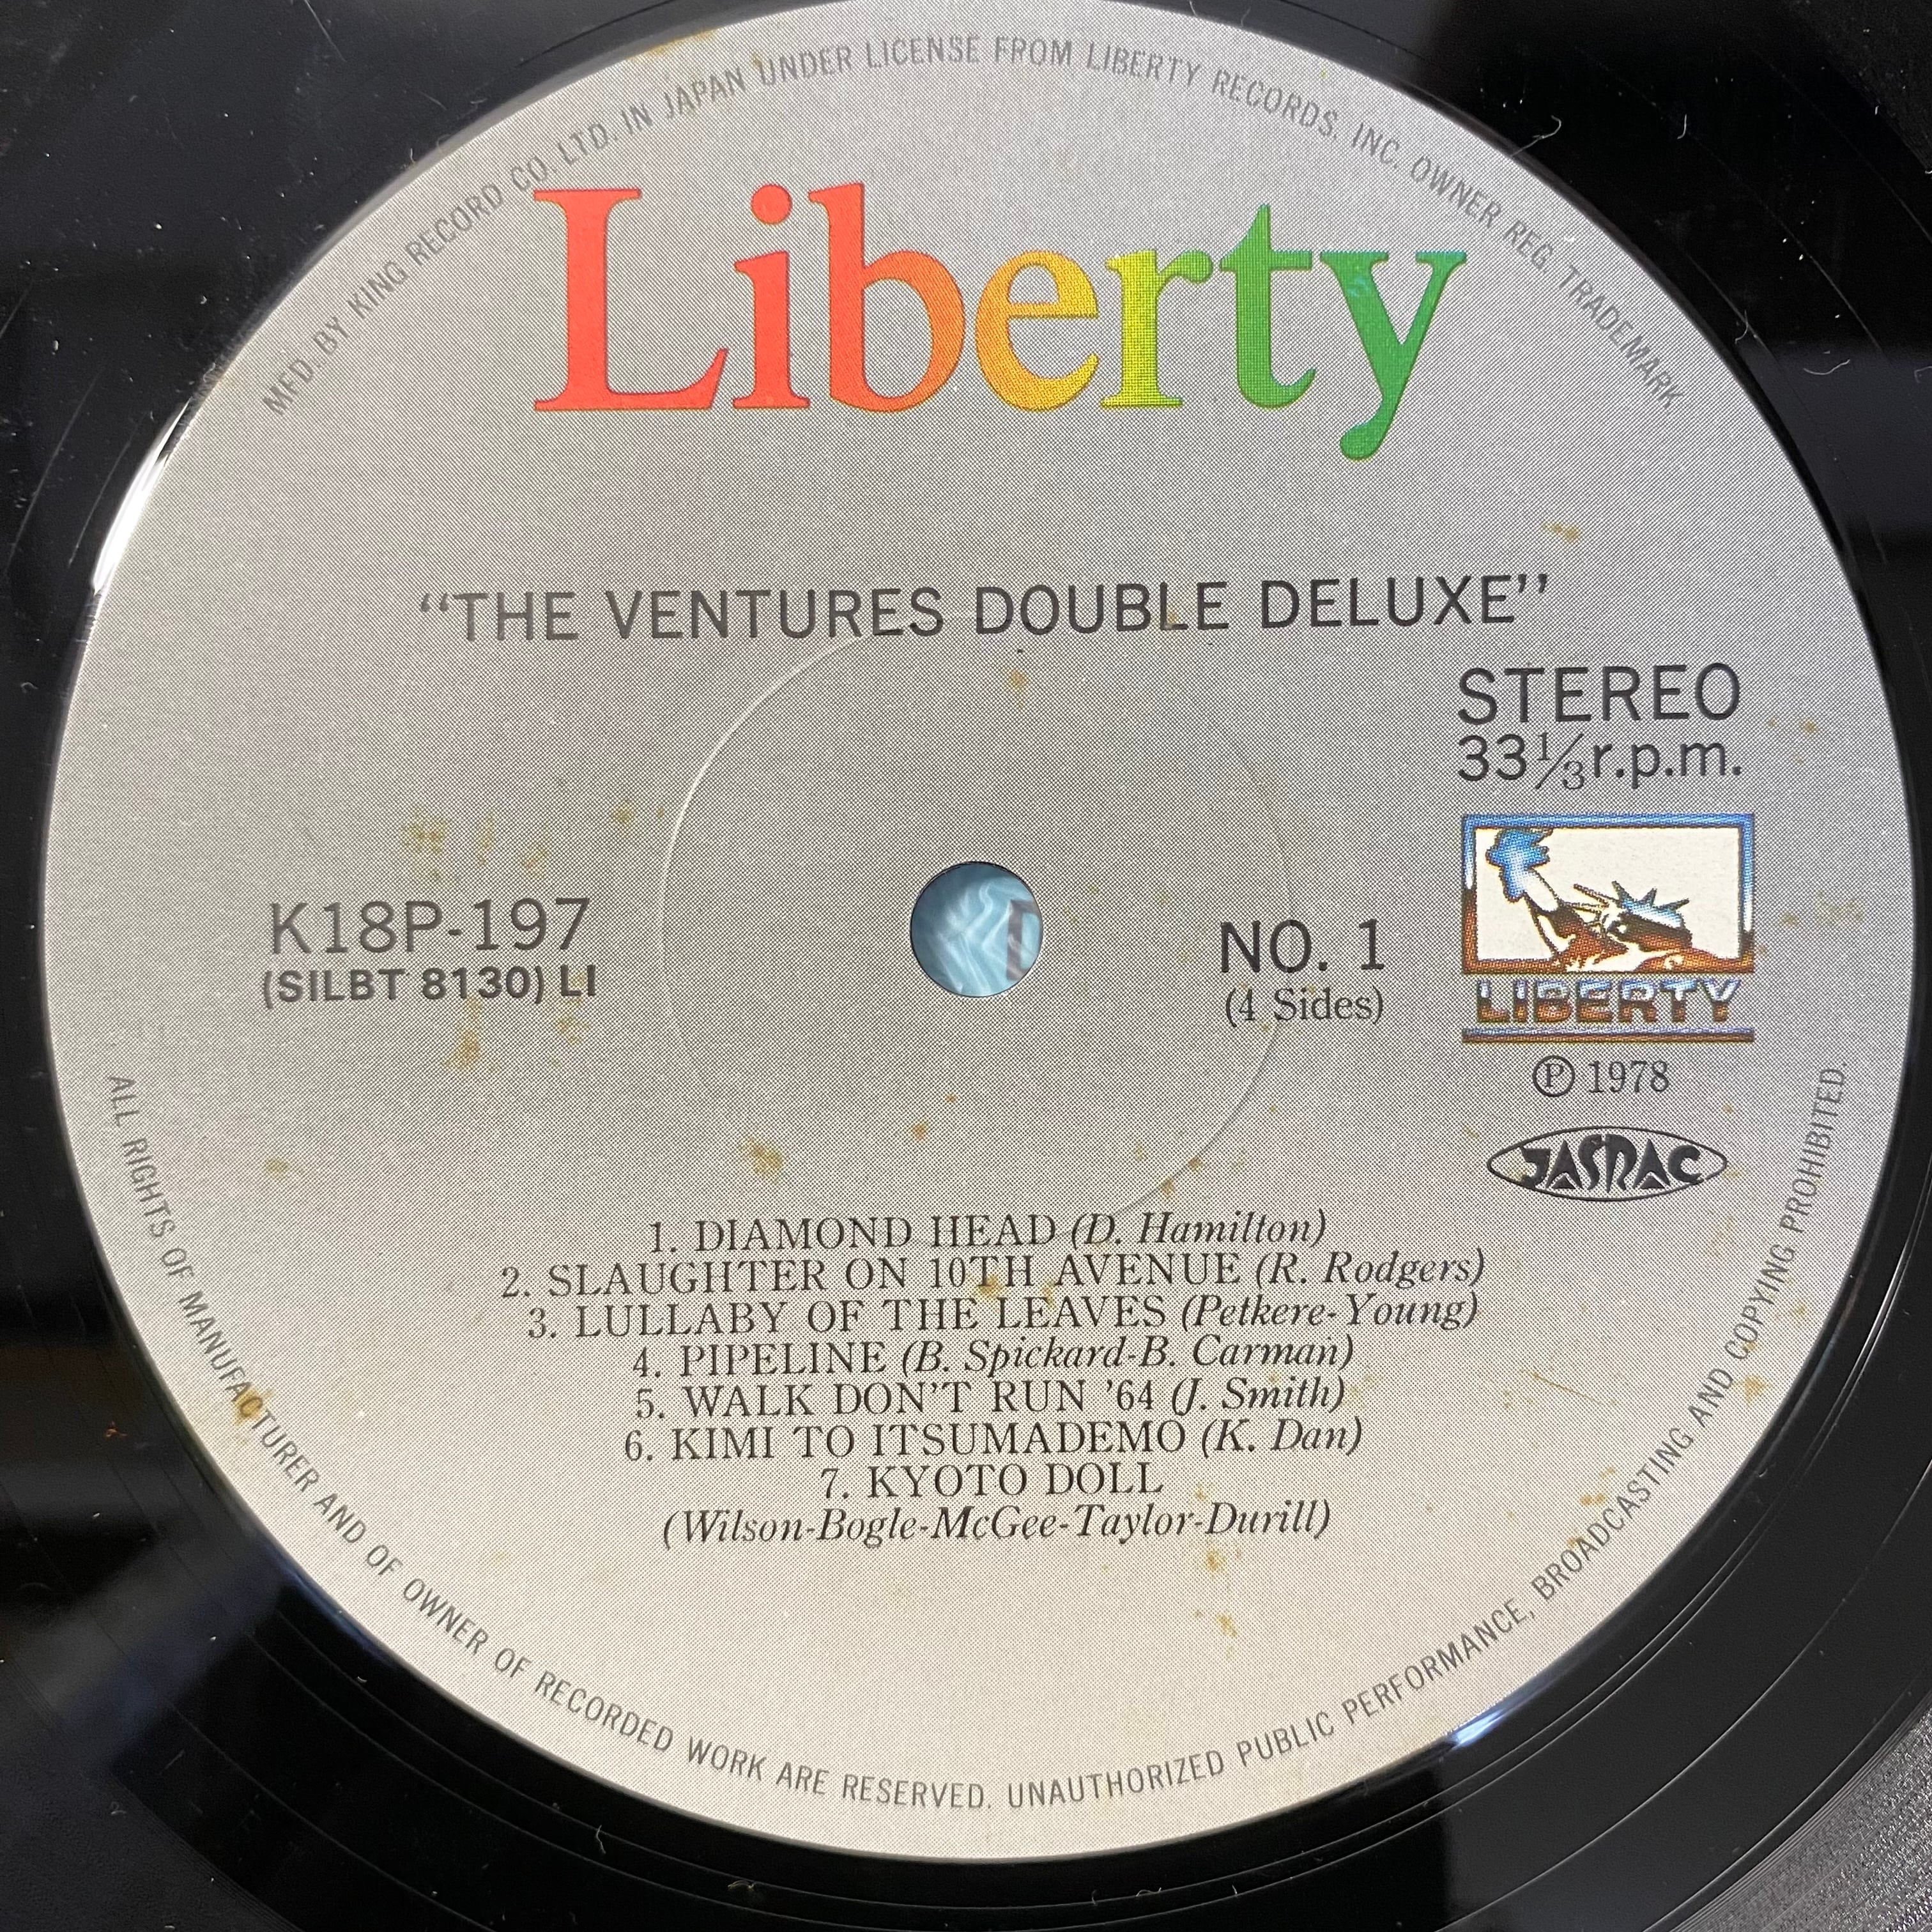 MFD. BY KING RECORD CO. LTD. IN JAPAN UNDER LICENSE FROM LIBERTY RECORDS, INC. OWNER REG. TRADEMARK
Liberty
“THE VENTURES DOUBLE DELUXE”
STEREO
33⅓r.p.m.
K18P-197
(SILBT 8130) LI
NO. 1
(4 Sides)
LIBERTY
Ⓟ 1978
JASRAC
1. DIAMOND HEAD (D. Hamilton)
2. SLAUGHTER ON 10TH AVENUE (R. Rodgers)
3. LULLABY OF THE LEAVES (Petkere-Young)
4. PIPELINE (B. Spickard-B. Carman)
5. WALK DON'T RUN '64 (J. Smith)
6. KIMI TO ITSUMADEMO (K. Dan)
7. KYOTO DOLL
(Wilson-Bogle-McGee-Taylor-Durill)
ALL RIGHTS OF MANUFACTURER AND OF OWNER OF RECORDED WORK ARE RESERVED. UNAUTHORIZED PUBLIC PERFORMANCE, BROADCASTING AND COPYING PROHIBITED.